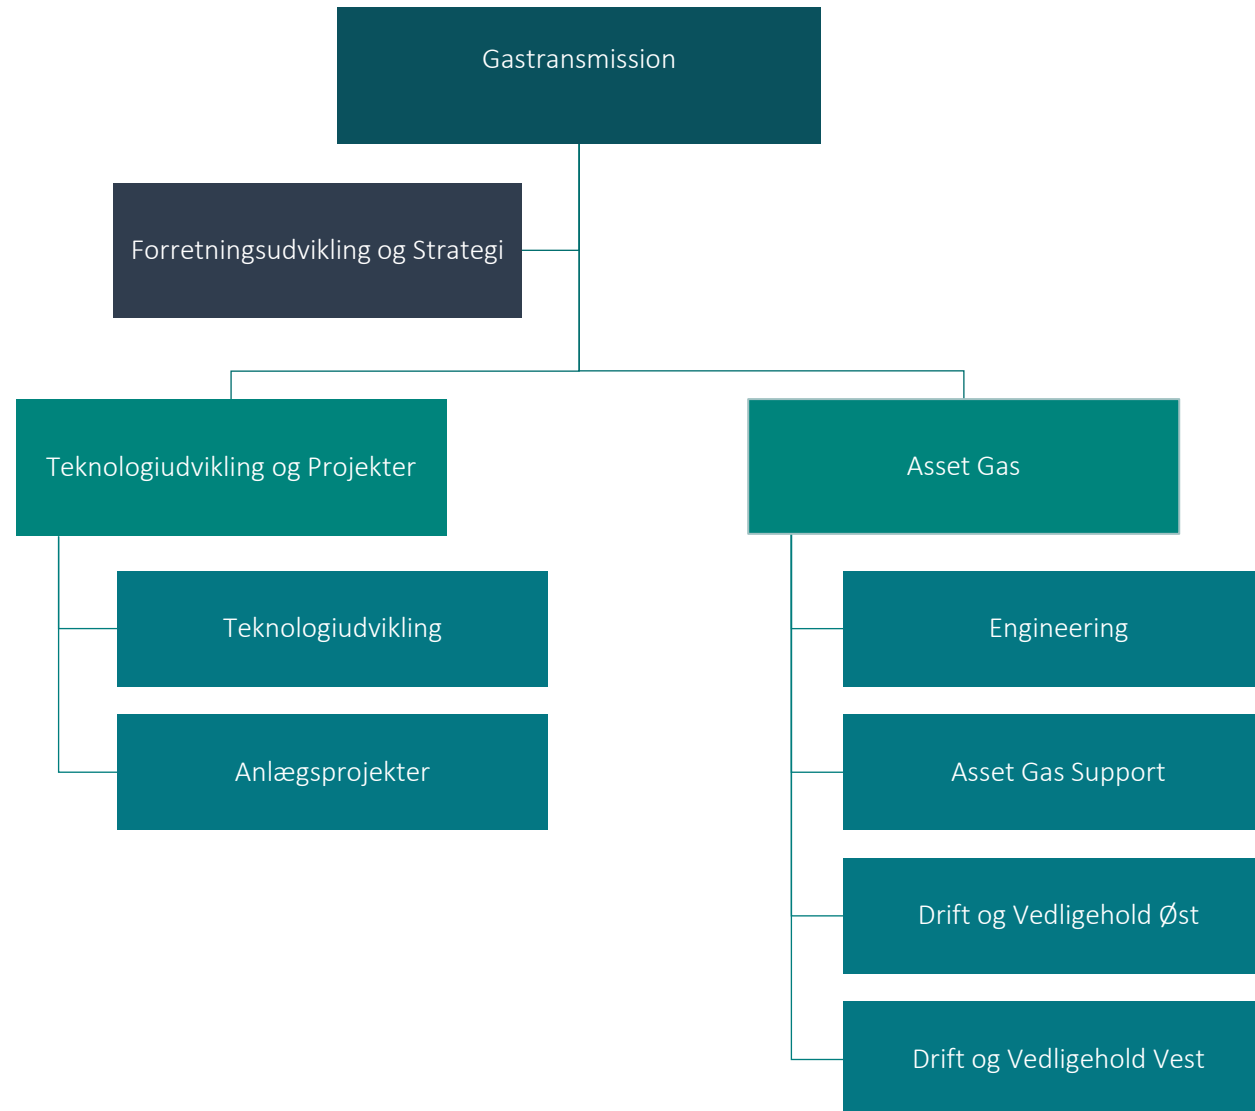 Gastransmission
Forretningsudvikling og Strategi
Teknologiudvikling og Projekter
Asset Gas
Teknologiudvikling
Engineering
Anlægsprojekter
Asset Gas Support
Drift og Vedligehold Øst
Drift og Vedligehold Vest